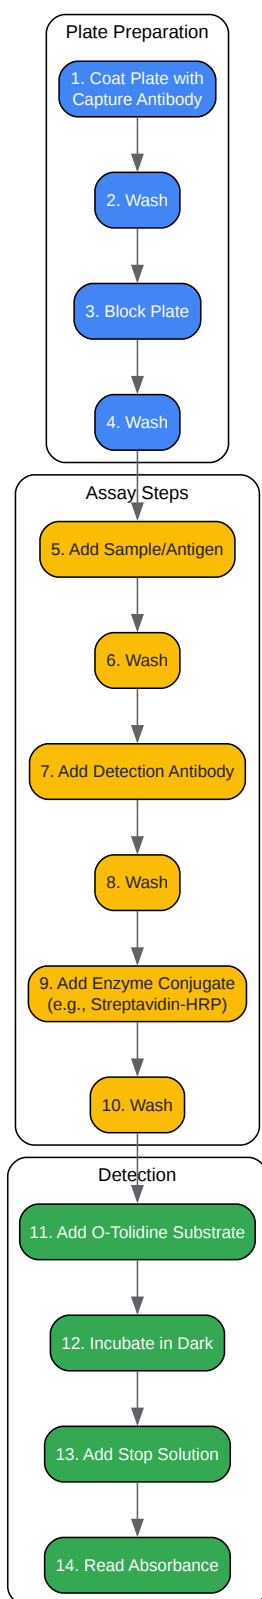 Plate Preparation
1. Coat Plate with
Capture Antibody
2. Wash
3. Block Plate
4. Wash
Assay Steps
5. Add Sample/Antigen
6. Wash
7. Add Detection Antibody
8. Wash
9. Add Enzyme Conjugate
(e.g., Streptavidin-HRP)
10. Wash
Detection
11. Add O-Tolidine Substrate
12. Incubate in Dark
13. Add Stop Solution
14. Read Absorbance